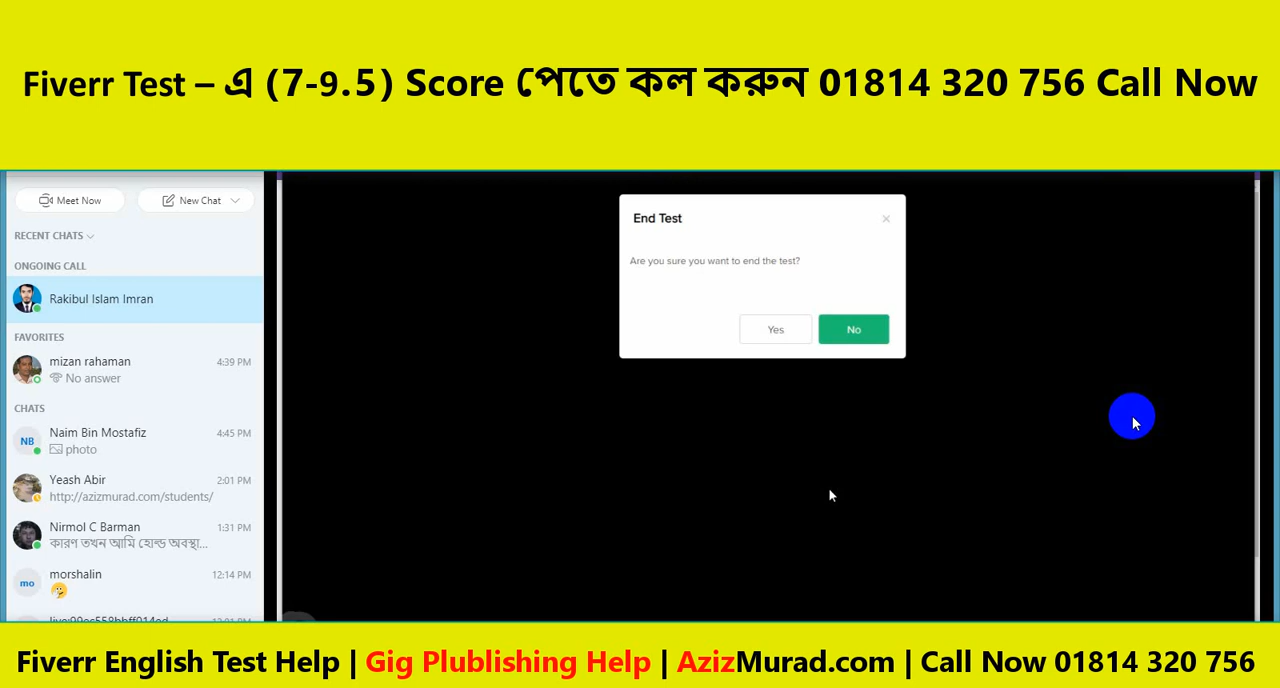 Fiverr Test – এ (7-9.5) Score পেতে কল করুন 01814 320 756 Call Now
Meet Now
New Chat
RECENT CHATS
ONGOING CALL
Rakibul Islam Imran
FAVORITES
mizan rahaman 4:39 PM
No answer
CHATS
NB Naim Bin Mostafiz 4:45 PM
photo
Yeash Abir 2:01 PM
http://azizmurad.com/students/
Nirmol C Barman 1:31 PM
কারণ তখন আমি হোল্ড অবস্থা...
mo morshalin 12:14 PM
End Test
Are you sure you want to end the test?
Yes
No
Fiverr English Test Help | Gig Plublishing Help | AzizMurad.com | Call Now 01814 320 756